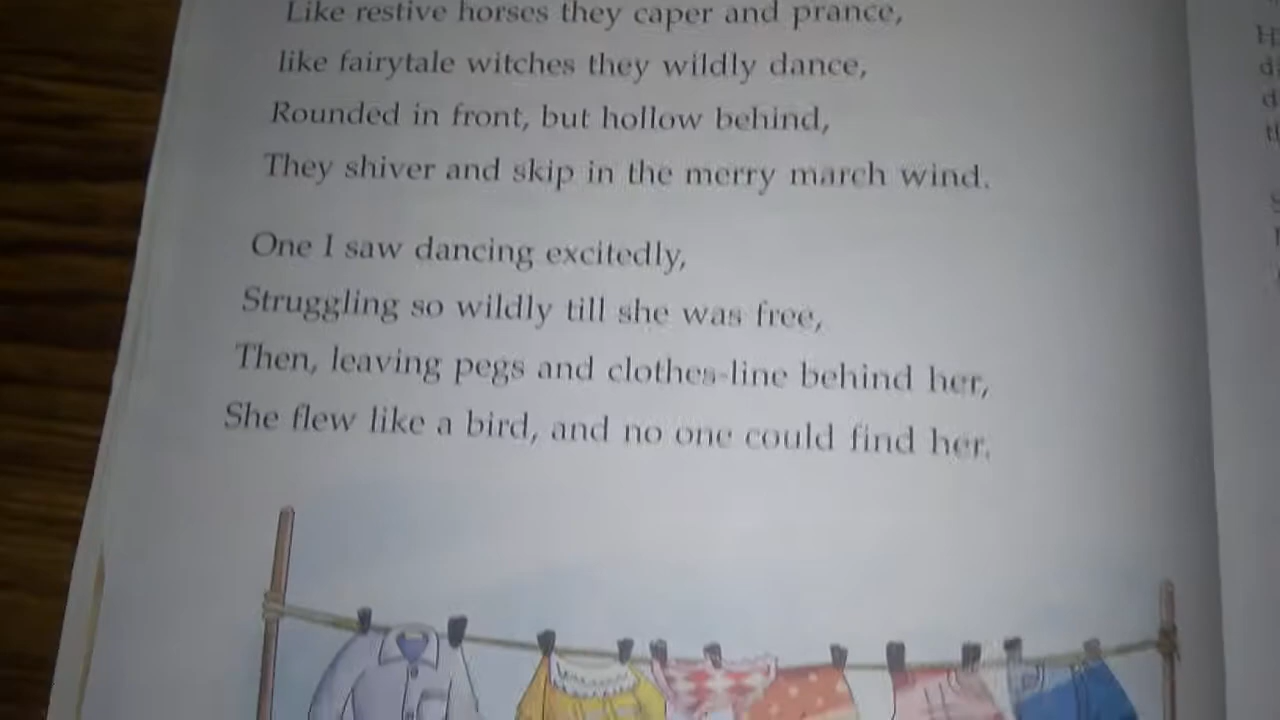 Like restive horses they caper and prance,
like fairytale witches they wildly dance,
Rounded in front, but hollow behind,
They shiver and skip in the merry march wind.
One I saw dancing excitedly,
Struggling so wildly till she was free,
Then, leaving pegs and clothes-line behind her,
She flew like a bird, and no one could find her.